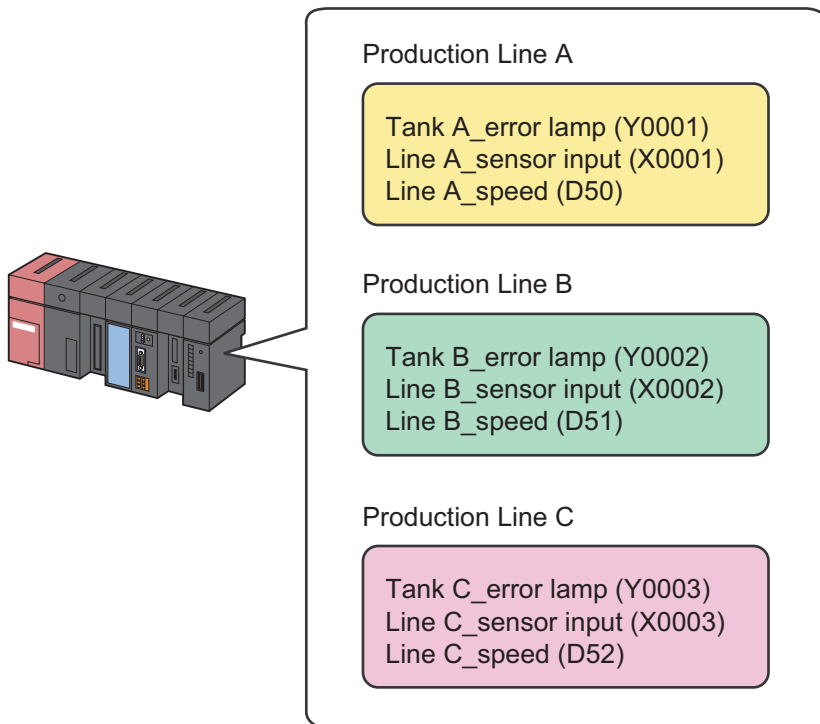 Production Line A
Tank A_error lamp (Y0001)
Line A_sensor input (X0001)
Line A_speed (D50)
Production Line B
Tank B_error lamp (Y0002)
Line B_sensor input (X0002)
Line B_speed (D51)
Production Line C
Tank C_error lamp (Y0003)
Line C_sensor input (X0003)
Line C_speed (D52)